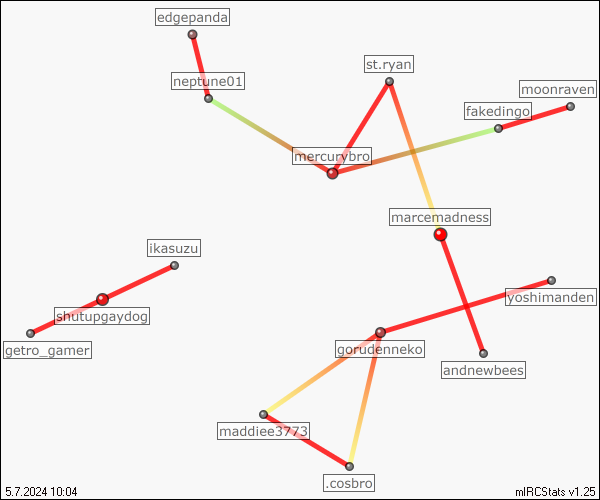 edgepanda
st.ryan
neptune01
moonraven
fakedingo
mercurybro
marcemadness
ikasuzu
yoshimanden
shutupgaydog
getro_gamer
gorudenneko
andnewbees
maddiee3773
.cosbro
5.7.2024 10:04
mIRCStats v1.25